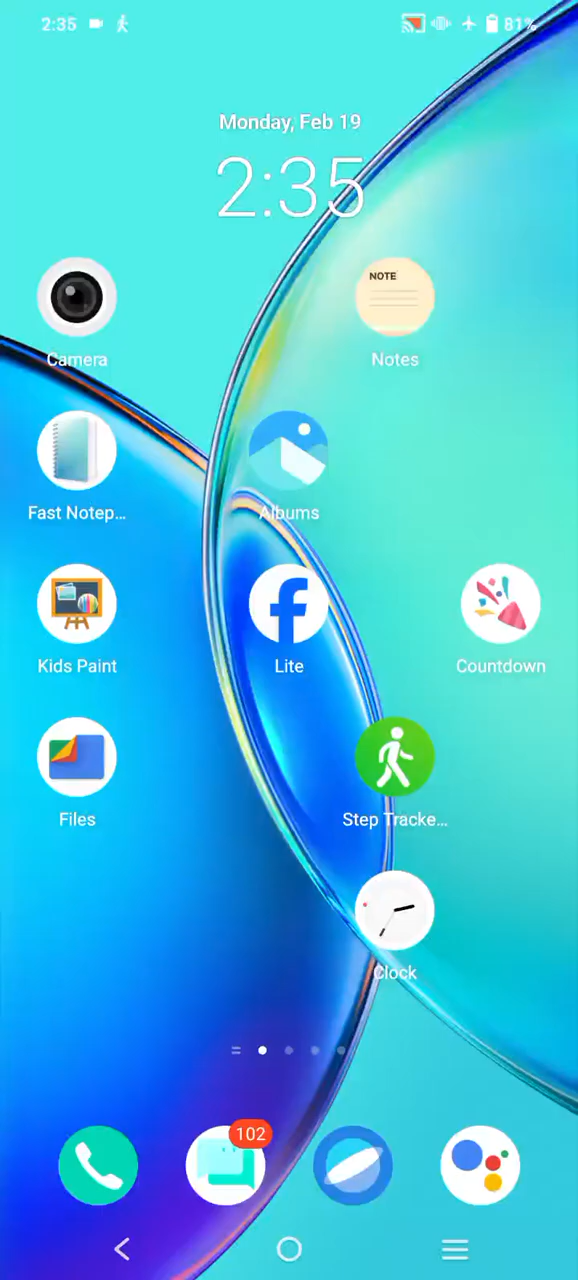 2:35 81%
Monday, Feb 19
2:35
NOTE
Camera Notes
Fast Notep... Albums
Kids Paint Lite Countdown
Files Step Tracke...
Clock
102